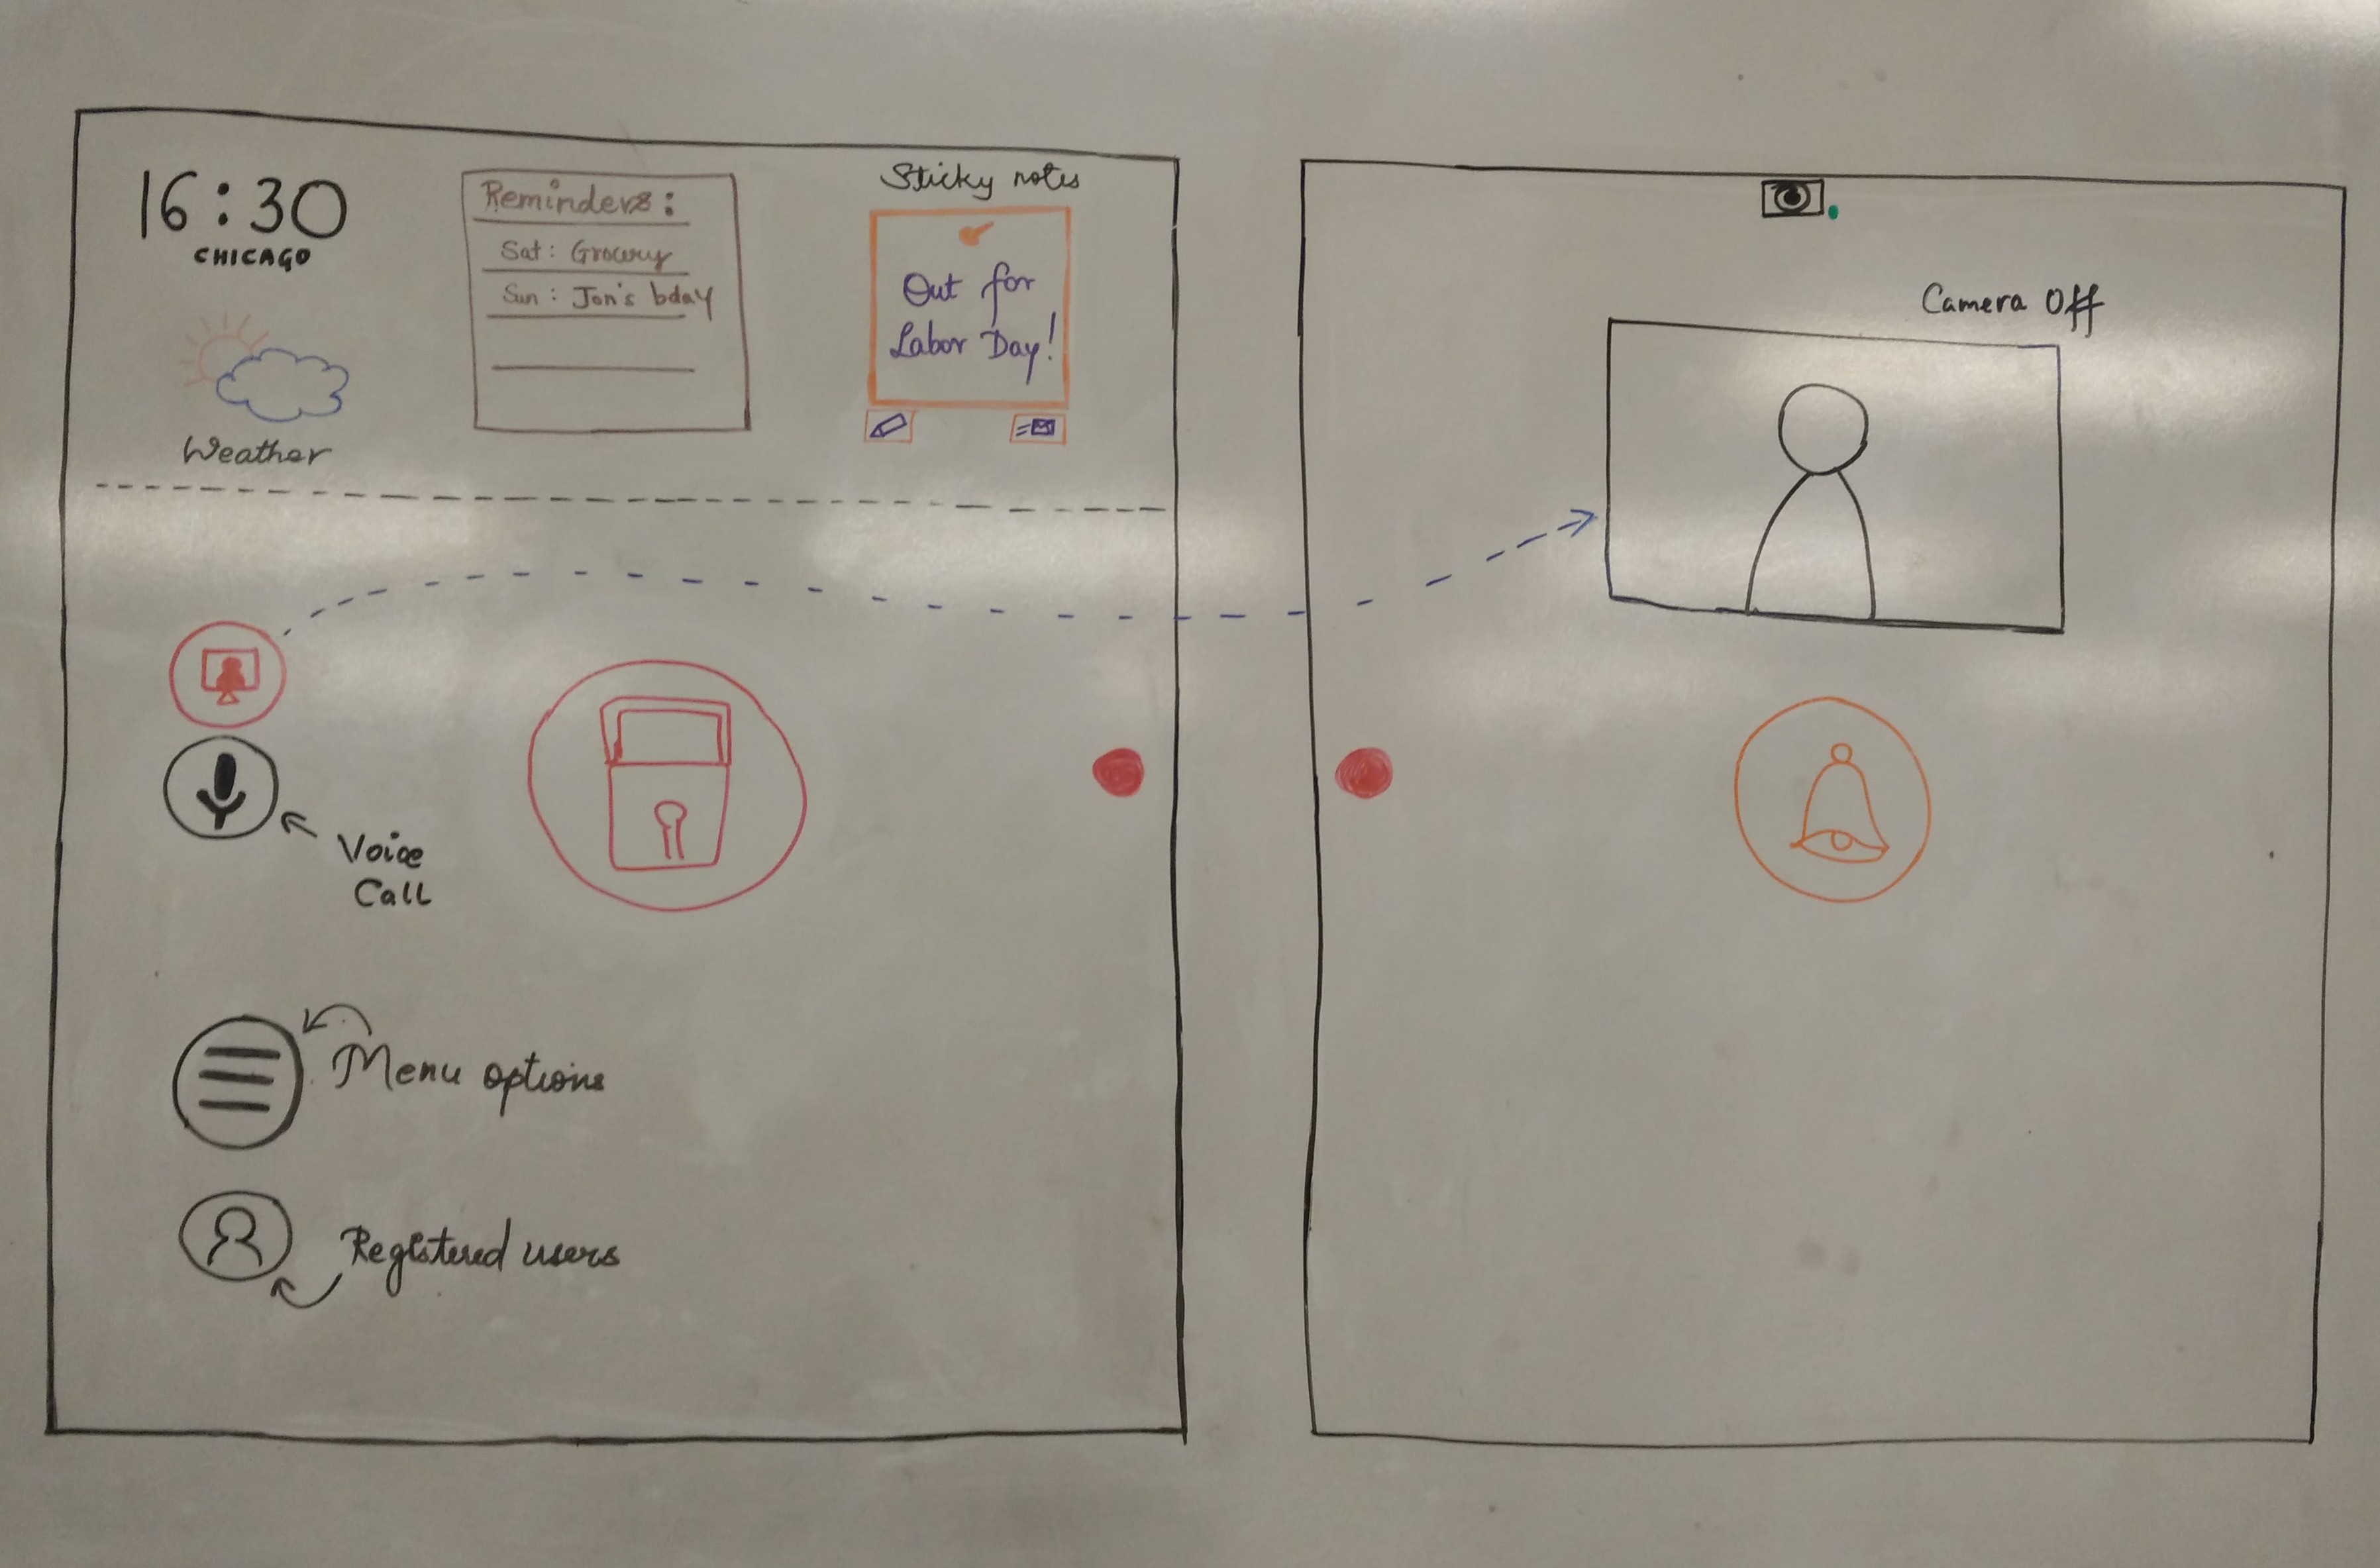 16:30
CHICAGO
Weather
Reminders:
Sat: Grocery
Sun: Jon's bday
Sticky notes
Out for
Labor Day!
Voice
Call
Menu options
Registered users
Camera Off